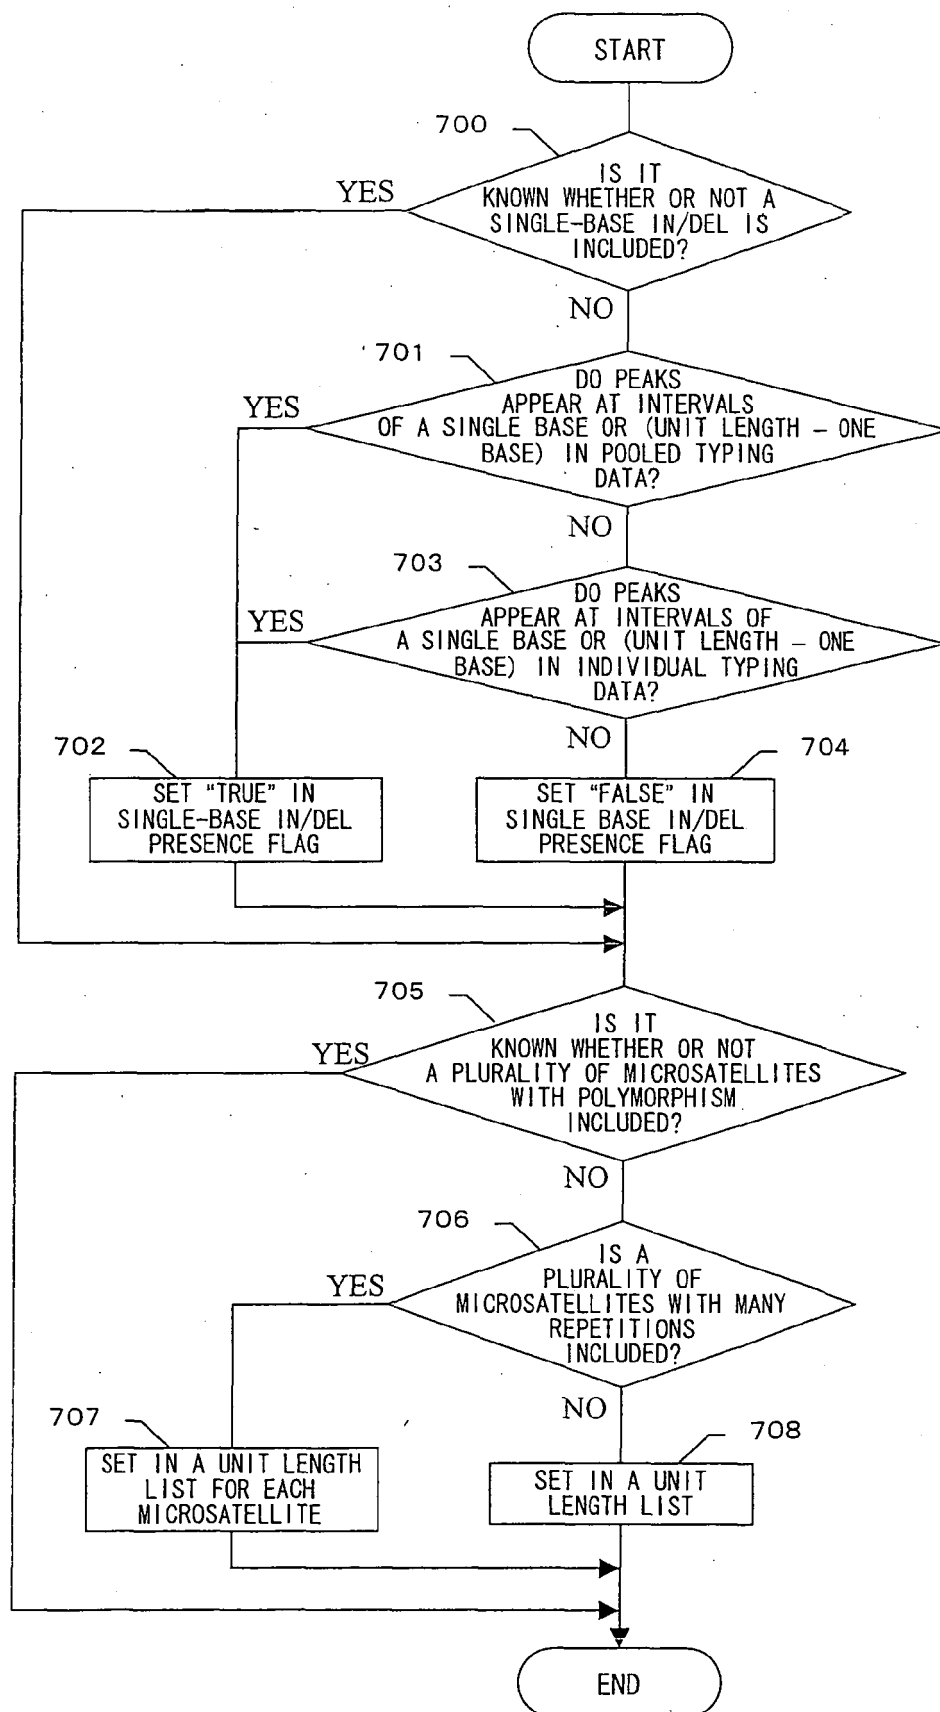 START
700
IS IT
KNOWN WHETHER OR NOT A
SINGLE-BASE IN/DEL IS
INCLUDED?
YES
NO
701
DO PEAKS
APPEAR AT INTERVALS
OF A SINGLE BASE OR (UNIT LENGTH – ONE
BASE) IN POOLED TYPING
DATA?
YES
NO
703
DO PEAKS
APPEAR AT INTERVALS OF
A SINGLE BASE OR (UNIT LENGTH – ONE
BASE) IN INDIVIDUAL TYPING
DATA?
YES
NO
702
SET "TRUE" IN
SINGLE-BASE IN/DEL
PRESENCE FLAG
704
SET "FALSE" IN
SINGLE BASE IN/DEL
PRESENCE FLAG
705
IS IT
KNOWN WHETHER OR NOT
A PLURALITY OF MICROSATELLITES
WITH POLYMORPHISM
INCLUDED?
YES
NO
706
IS A
PLURALITY OF
MICROSATELLITES WITH MANY
REPETITIONS
INCLUDED?
YES
NO
707
SET IN A UNIT LENGTH
LIST FOR EACH
MICROSATELLITE
708
SET IN A UNIT
LENGTH LIST
END